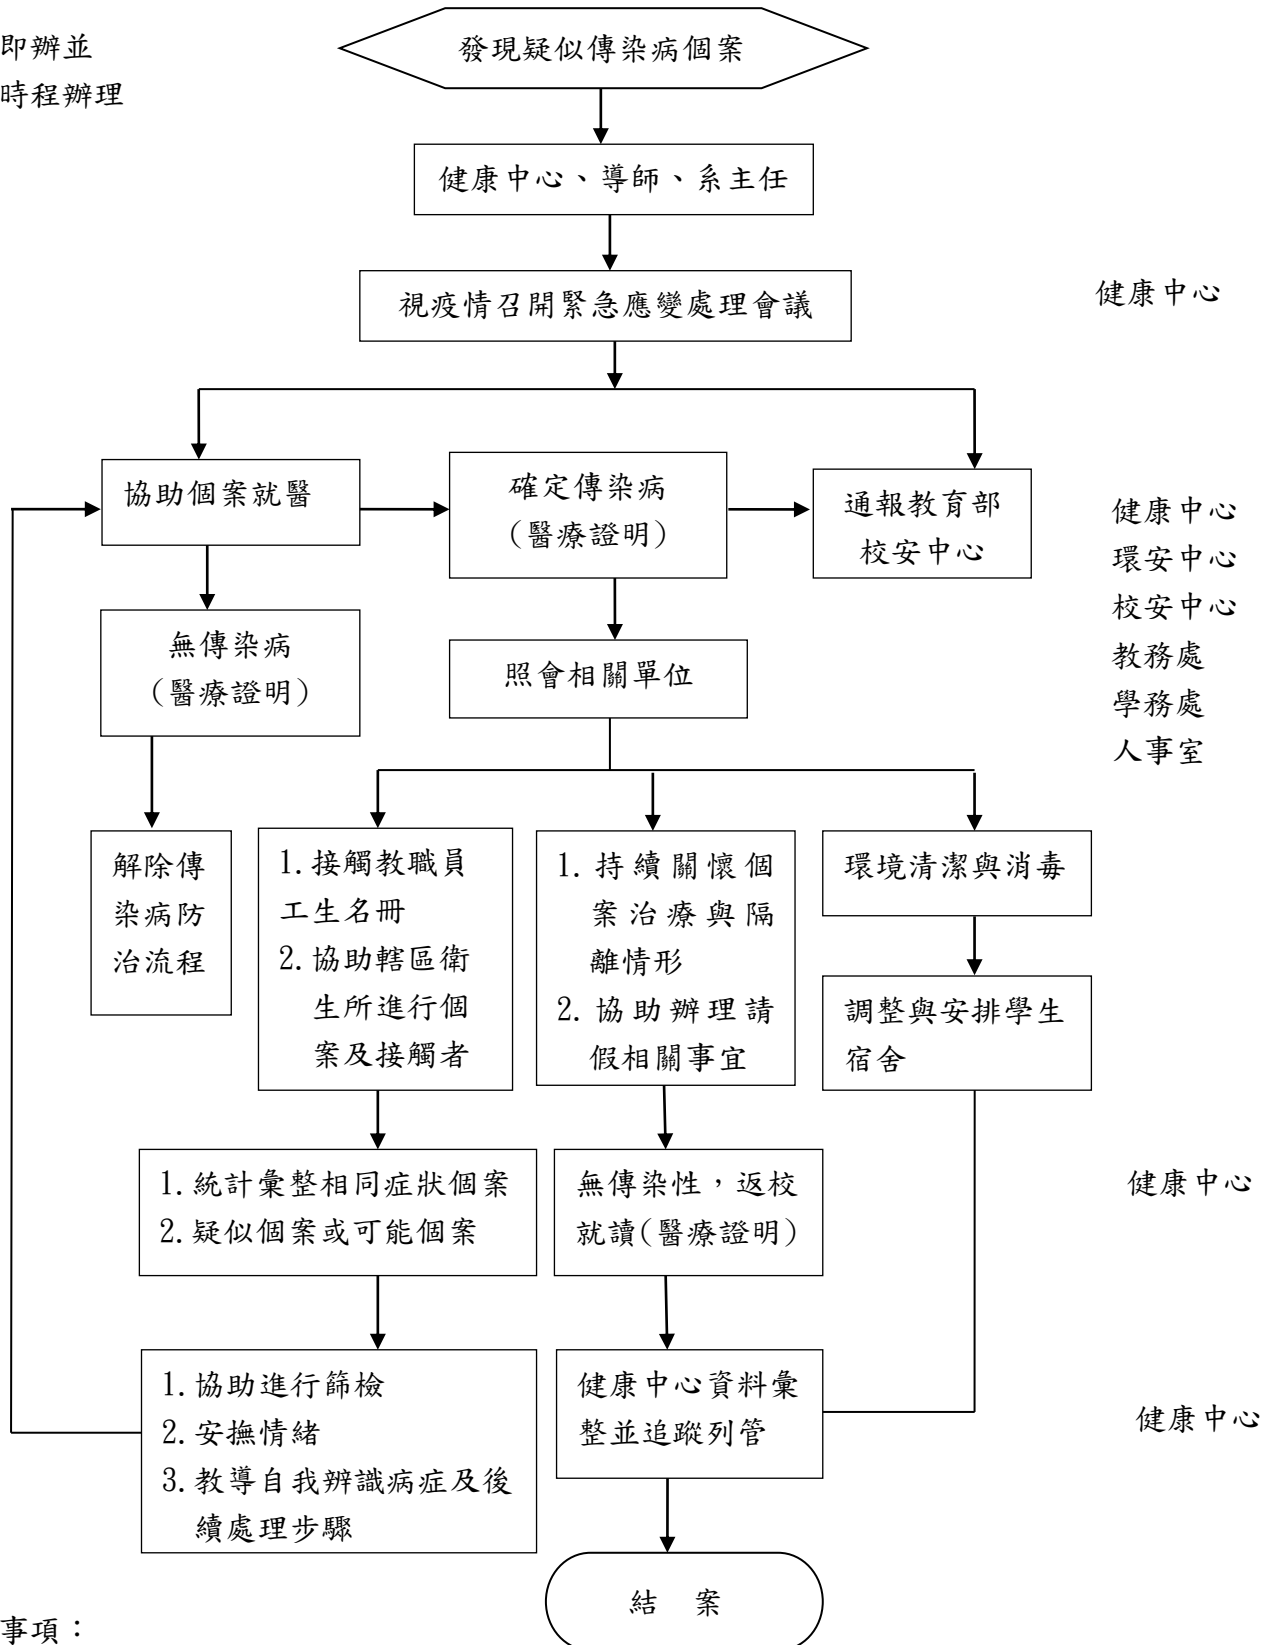 即辦並
時程辦理
發現疑似傳染病個案
健康中心、導師、系主任
視疫情召開緊急應變處理會議
健康中心
協助個案就醫
確定傳染病
(醫療證明)
通報教育部
校安中心
健康中心
環安中心
校安中心
教務處
學務處
人事室
無傳染病
(醫療證明)
照會相關單位
解除傳
染病防
治流程
1.接觸教職員
工生名冊
2.協助轄區衛
生所進行個
案及接觸者
1.持續關懷個
案治療與隔
離情形
2.協助辦理請
假相關事宜
環境清潔與消毒
調整與安排學生
宿舍
1.統計彙整相同症狀個案
2.疑似個案或可能個案
無傳染性，返校
就讀(醫療證明)
健康中心
1.協助進行篩檢
2.安撫情緒
3.教導自我辨識病症及後
續處理步驟
健康中心資料彙
整並追蹤列管
健康中心
結 案
事項：